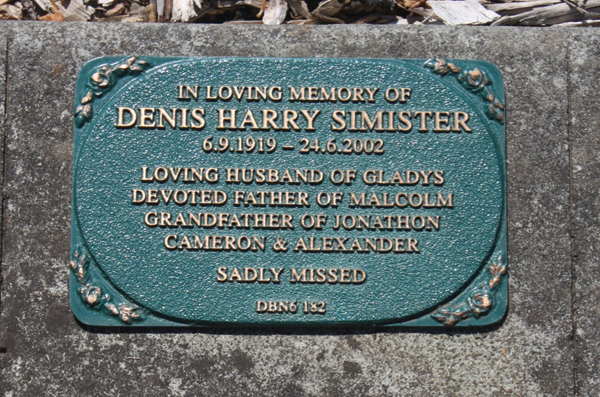 IN LOVING MEMORY OF
DENIS HARRY SIMISTER
6.9.1919 – 24.6.2002
LOVING HUSBAND OF GLADYS
DEVOTED FATHER OF MALCOLM
GRANDFATHER OF JONATHON
CAMERON & ALEXANDER
SADLY MISSED
DBN6 182